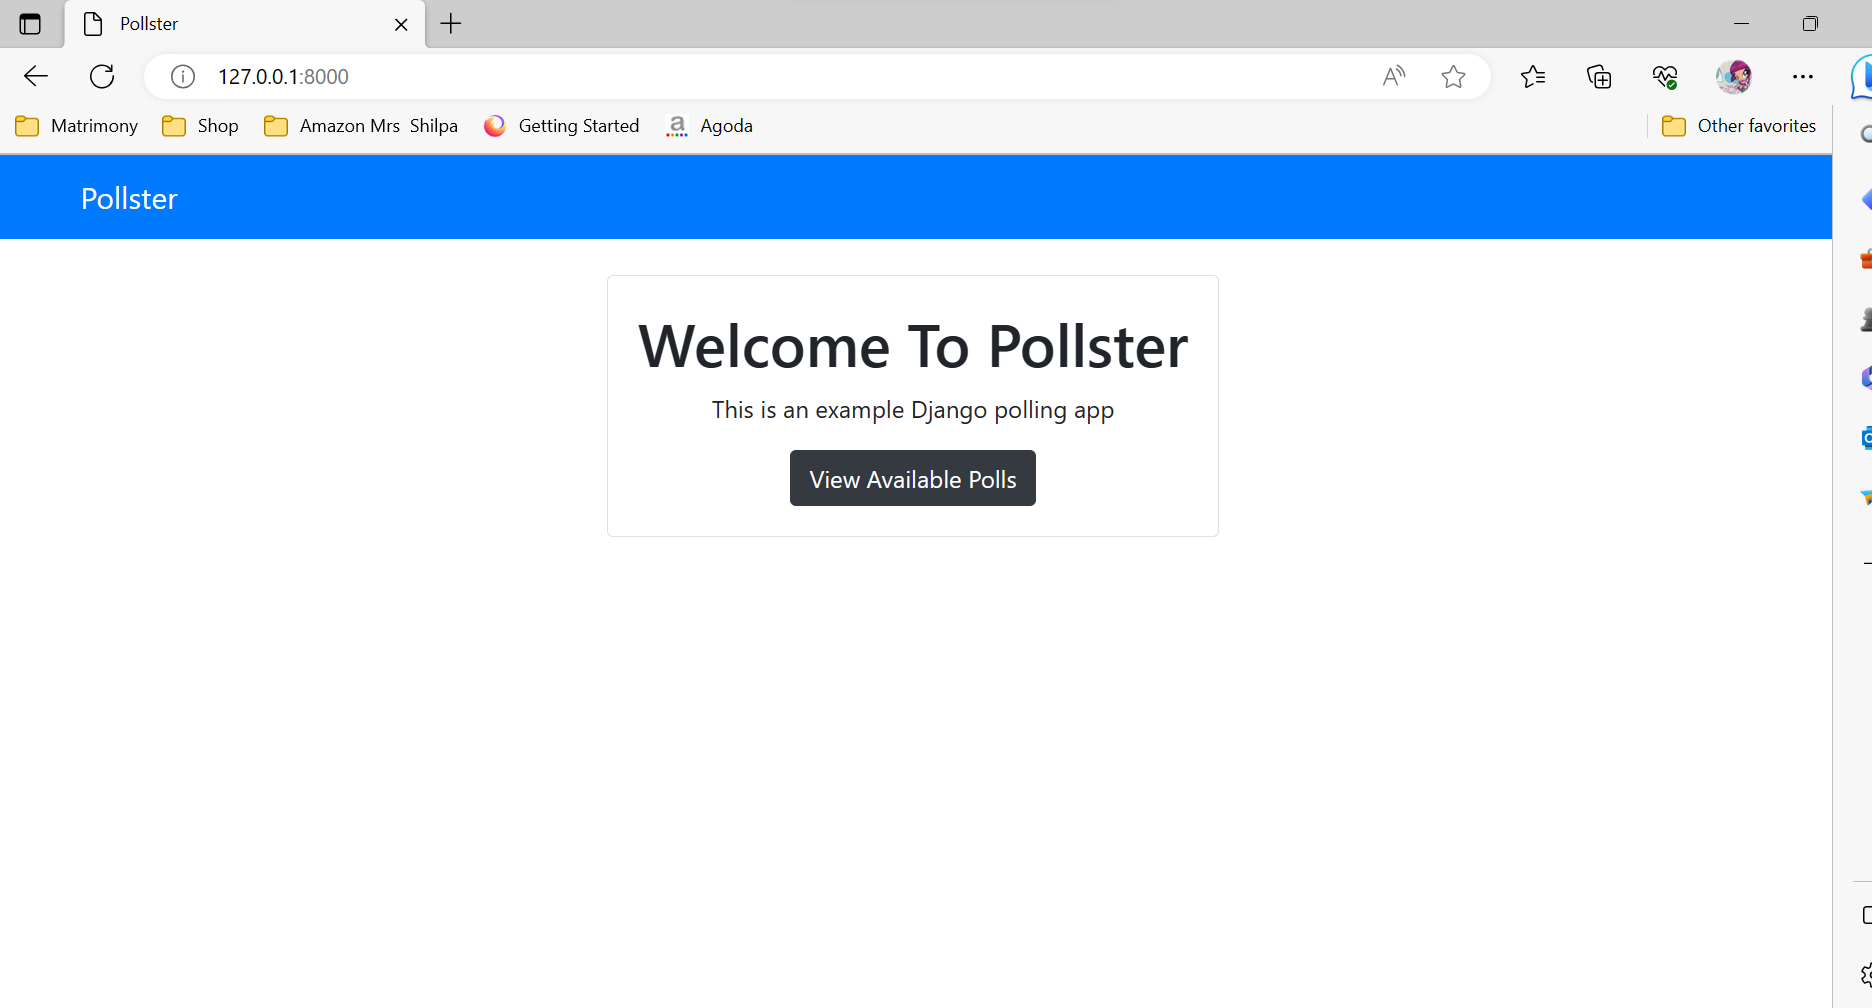 Pollster
127.0.0.1:8000
Matrimony Shop Amazon Mrs Shilpa Getting Started Agoda Other favorites
Pollster
Welcome To Pollster
This is an example Django polling app
View Available Polls